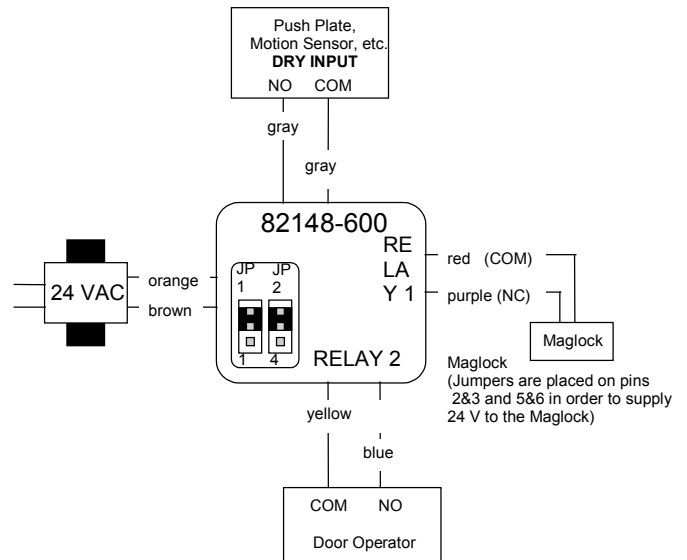 Push Plate,
Motion Sensor, etc.
DRY INPUT
NO COM
gray
gray
82148-600
RE
LA
Y 1
red (COM)
purple (NC)
Maglock
24 VAC
orange
brown
JP JP
1 2
1 4
RELAY 2
Maglock
(Jumpers are placed on pins
2&3 and 5&6 in order to supply
24 V to the Maglock)
yellow
blue
COM NO
Door Operator